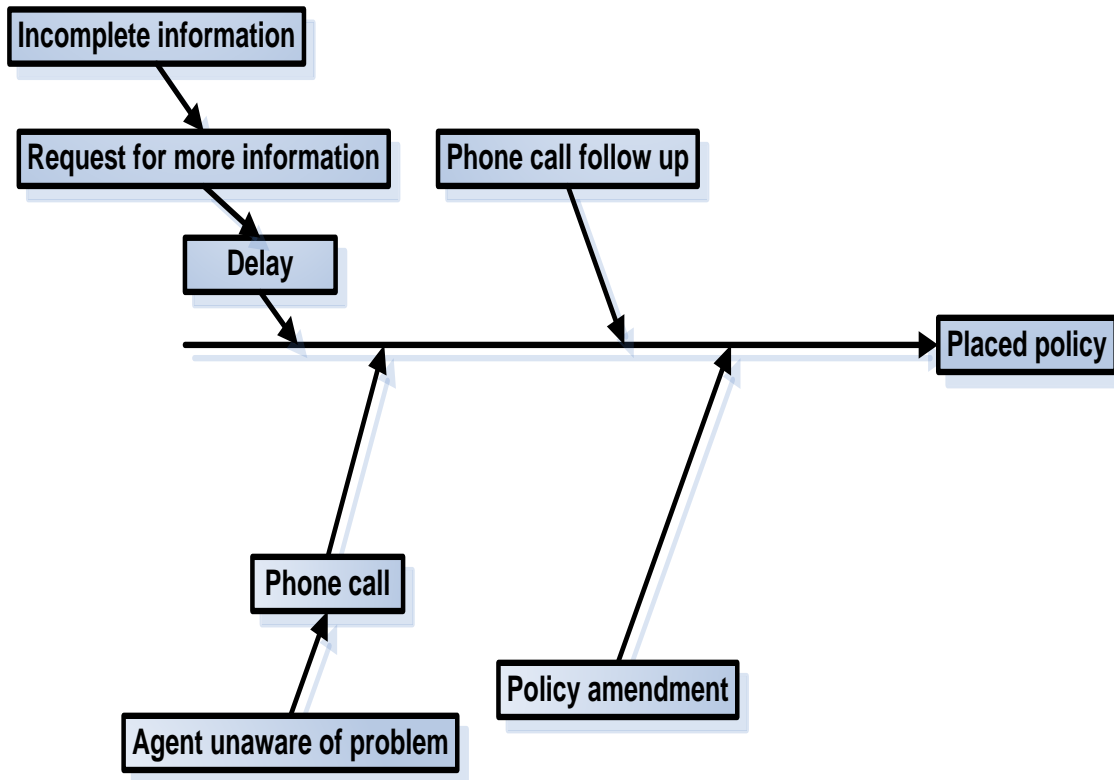 Incomplete information
Request for more information
Phone call follow up
Delay
Placed policy
Phone call
Policy amendment
Agent unaware of problem